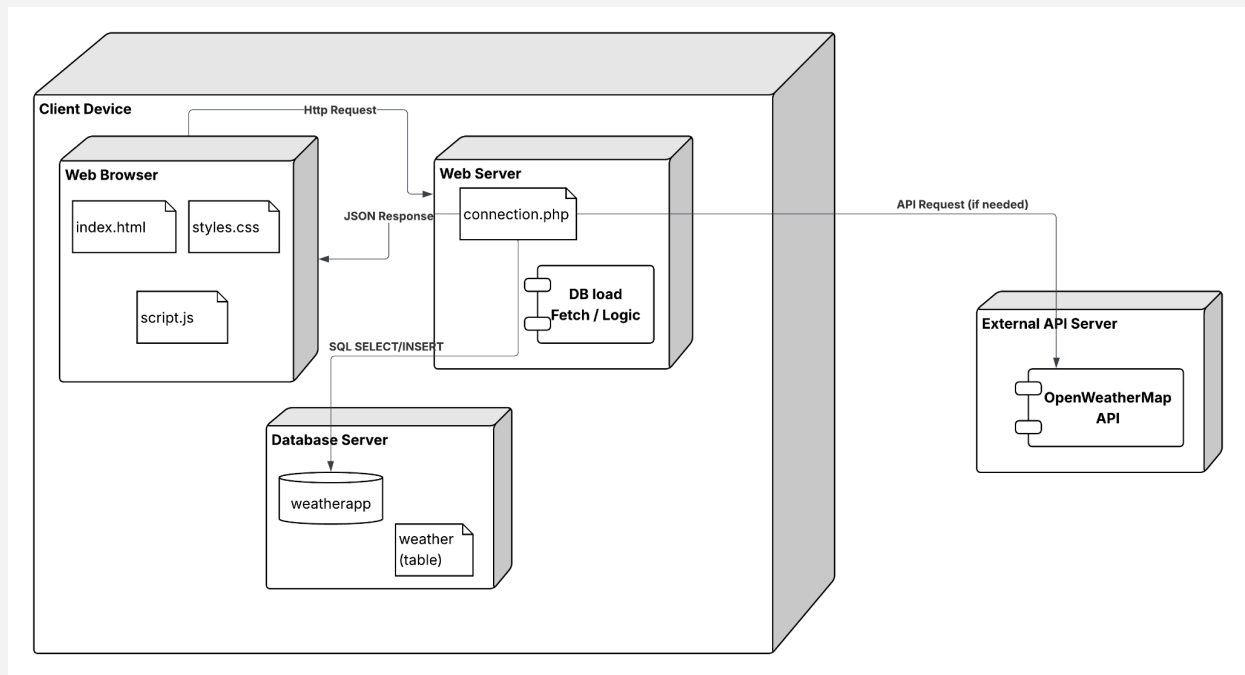 Client Device
Http Request
Web Browser
index.html
styles.css
script.js
Web Server
connection.php
JSON Response
DB load
Fetch / Logic
SQL SELECT/INSERT
API Request (if needed)
External API Server
OpenWeatherMap
API
Database Server
weatherapp
weather
(table)